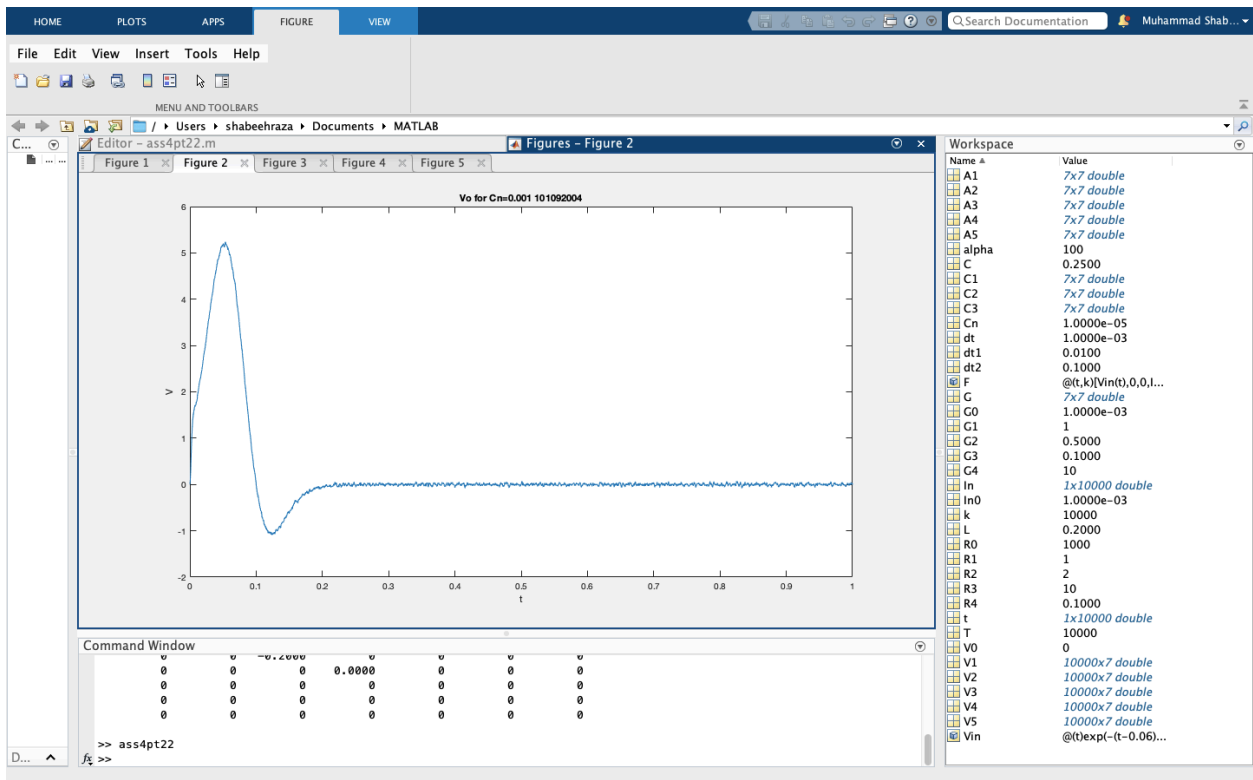 HOME PLOTS APPS FIGURE VIEW Search Documentation Muhammad Shab...
File Edit View Insert Tools Help
MENU AND TOOLBARS
/ Users shabeehraza Documents MATLAB
C... Editor – ass4pt22.m Figures – Figure 2 Workspace
Figure 1 Figure 2 Figure 3 Figure 4 Figure 5
Vo for Cn=0.001 101092004
6
5
4
3
2
1
0
-1
-2
V
0 0.1 0.2 0.3 0.4 0.5 0.6 0.7 0.8 0.9 1
t
Command Window
0 0 -0.2000 0 0 0 0
0 0 0 0.0000 0 0 0
0 0 0 0 0 0 0
0 0 0 0 0 0 0
0 0 0 0 0 0 0
>> ass4pt22
fx >>
D...
Name Value
A1 7x7 double
A2 7x7 double
A3 7x7 double
A4 7x7 double
A5 7x7 double
alpha 100
C 0.2500
C1 7x7 double
C2 7x7 double
C3 7x7 double
Cn 1.0000e-05
dt 1.0000e-03
dt1 0.0100
dt2 0.1000
F @(t,k)[Vin(t),0,0,I...
G 7x7 double
G0 1.0000e-03
G1 1
G2 0.5000
G3 0.1000
G4 10
In 1x10000 double
In0 1.0000e-03
k 10000
L 0.2000
R0 1000
R1 1
R2 2
R3 10
R4 0.1000
t 1x10000 double
T 10000
V0 0
V1 10000x7 double
V2 10000x7 double
V3 10000x7 double
V4 10000x7 double
V5 10000x7 double
Vin @(t)exp(-(t-0.06)...